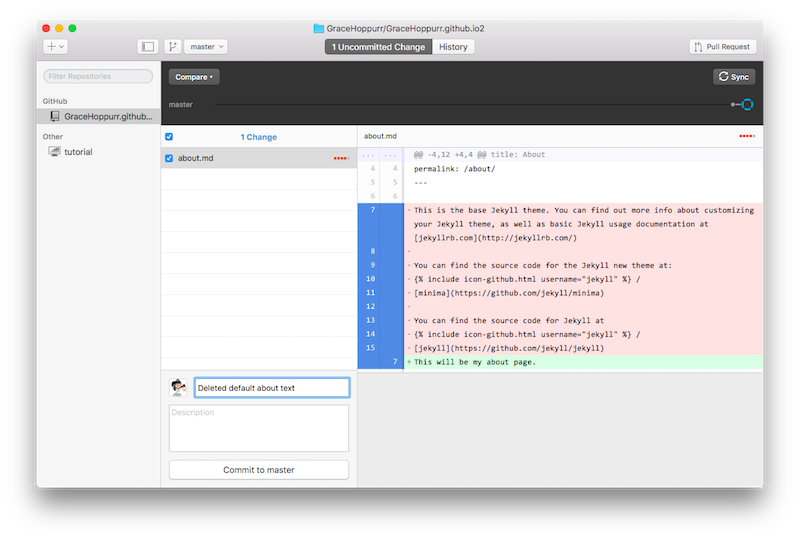 GraceHoppurr/GraceHoppurr.github.io2
master
1 Uncommitted Change
History
Pull Request
Filter Repositories
GitHub
GraceHoppurr.github...
Other
tutorial
Compare
Sync
master
1 Change
about.md
about.md
... ... @@ -4,12 +4,4 @@ title: About
4 4 permalink: /about/
5 5 ---
6 6
7 - This is the base Jekyll theme. You can find out more info about customizing
your Jekyll theme, as well as basic Jekyll usage documentation at
[jekyllrb.com](http://jekyllrb.com/)
8 -
9 - You can find the source code for the Jekyll new theme at:
10 - {% include icon-github.html username="jekyll" %} /
11 - [minima](https://github.com/jekyll/minima)
12 -
13 - You can find the source code for Jekyll at
14 - {% include icon-github.html username="jekyll" %} /
15 - [jekyll](https://github.com/jekyll/jekyll)
7 + This will be my about page.
Deleted default about text
Description
Commit to master